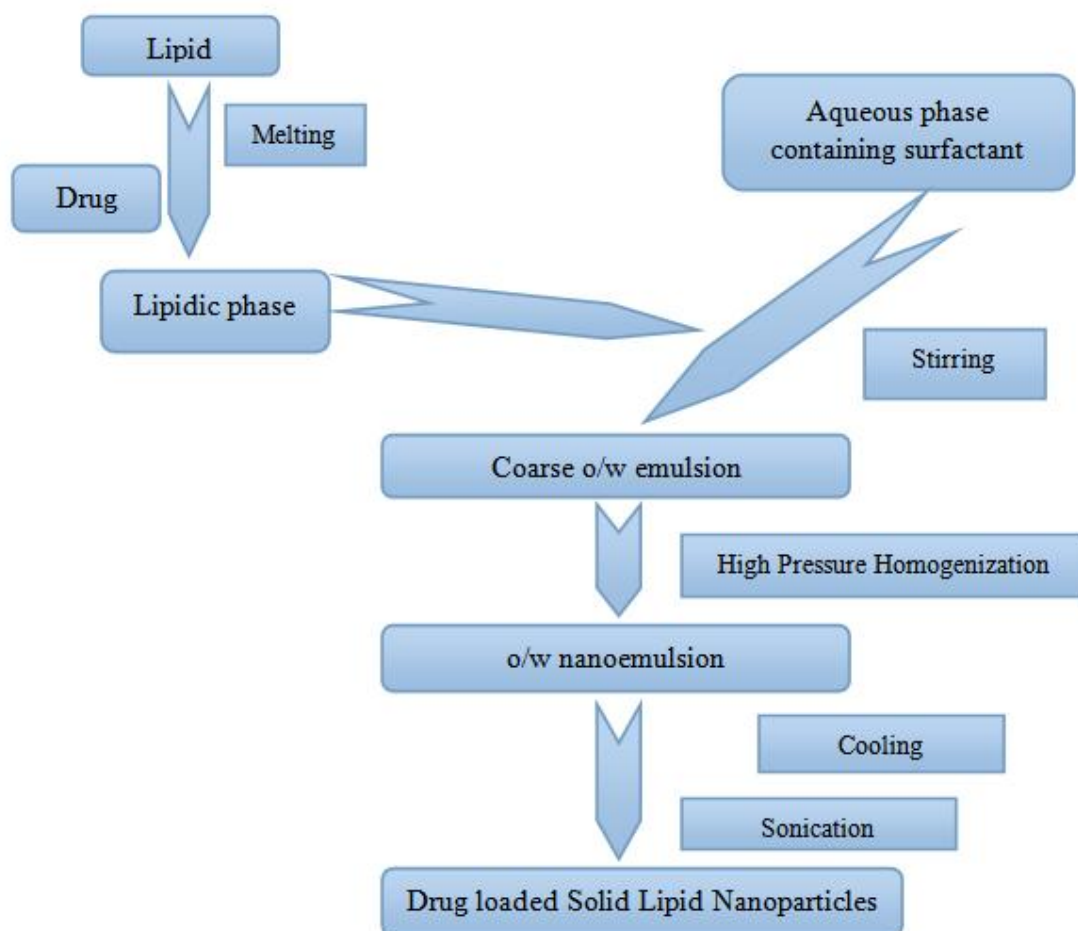 Lipid
Melting
Drug
Lipidic phase
Aqueous phase
containing surfactant
Stirring
Coarse o/w emulsion
High Pressure Homogenization
o/w nanoemulsion
Cooling
Sonication
Drug loaded Solid Lipid Nanoparticles